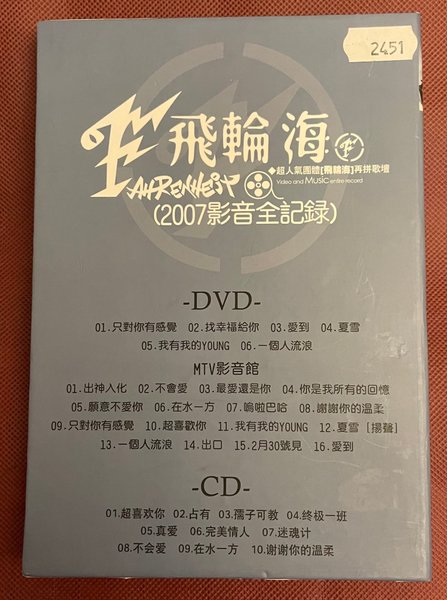 2451
飛輪海
FAHRENHEIT
◆超人氣團體[飛輪海]再拼歌壇
Video and MUSIC entire record
(2007影音全記録)
-DVD-
01.只對你有感覺 02.找幸福給你 03.愛到 04.夏雪
05.我有我的YOUNG 06.一個人流浪
MTV影音館
01.出神入化 02.不會愛 03.最愛還是你 04.你是我所有的回憶
05.願意不愛你 06.在水一方 07.嗚啦巴哈 08.謝謝你的溫柔
09.只對你有感覺 10.超喜歡你 11.我有我的YOUNG 12.夏雪 [揚聲]
13.一個人流浪 14.出口 15.2月30號見 16.愛到
-CD-
01.超喜欢你 02.占有 03.孺子可教 04.终极一班
05.真爱 06.完美情人 07.迷魂计
08.不会爱 09.在水一方 10.谢谢你的温柔